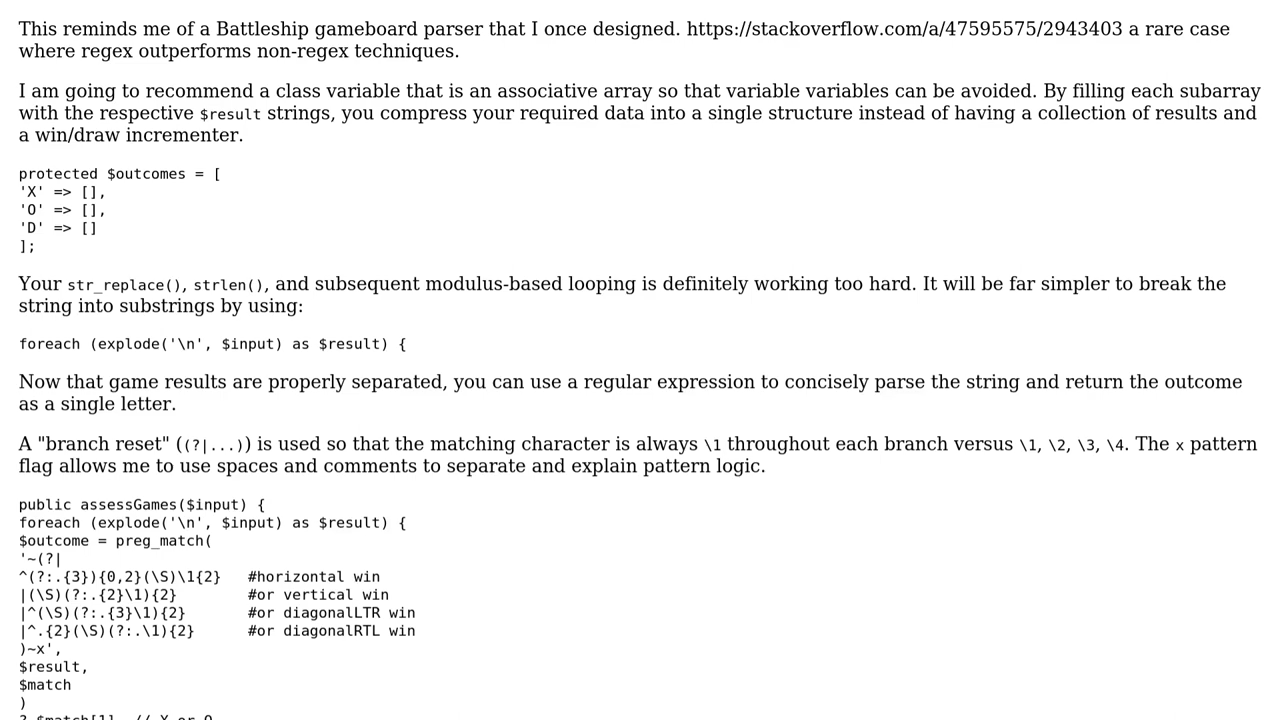 This reminds me of a Battleship gameboard parser that I once designed. https://stackoverflow.com/a/47595575/2943403 a rare case
where regex outperforms non-regex techniques.
I am going to recommend a class variable that is an associative array so that variable variables can be avoided. By filling each subarray
with the respective $result strings, you compress your required data into a single structure instead of having a collection of results and
a win/draw incrementer.
protected $outcomes = [
'X' => [],
'O' => [],
'D' => []
];
Your str_replace(), strlen(), and subsequent modulus-based looping is definitely working too hard. It will be far simpler to break the
string into substrings by using:
foreach (explode('\n', $input) as $result) {
Now that game results are properly separated, you can use a regular expression to concisely parse the string and return the outcome
as a single letter.
A "branch reset" ((?|...)) is used so that the matching character is always \1 throughout each branch versus \1, \2, \3, \4. The x pattern
flag allows me to use spaces and comments to separate and explain pattern logic.
public assessGames($input) {
foreach (explode('\n', $input) as $result) {
$outcome = preg_match(
'~(?|
^(?:.{3}){0,2}(\S)\1{2}   #horizontal win
|(\S)(?:.{2}\1){2}        #or vertical win
|^(\S)(?:.{3}\1){2}       #or diagonalLTR win
|^.{2}(\S)(?:.\1){2}      #or diagonalRTL win
)~x',
$result,
$match
)
? $match[1]  // X or O